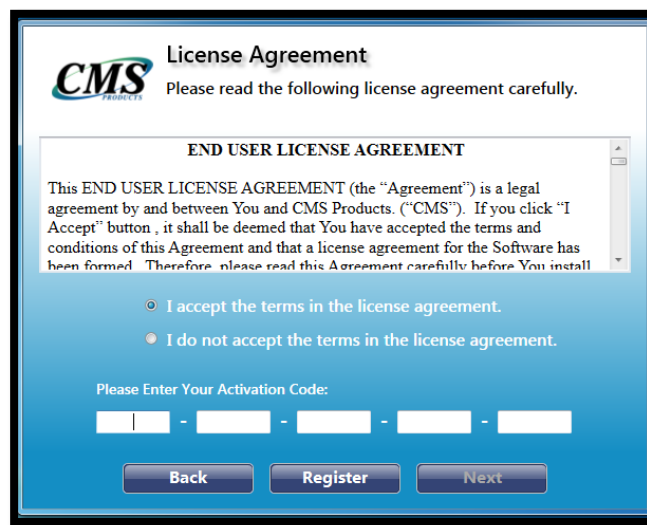 License Agreement
CMS
PRODUCTS
Please read the following license agreement carefully.
END USER LICENSE AGREEMENT
This END USER LICENSE AGREEMENT (the “Agreement”) is a legal
agreement by and between You and CMS Products. (“CMS”).  If you click “I
Accept” button , it shall be deemed that You have accepted the terms and
conditions of this Agreement and that a license agreement for the Software has
been formed.  Therefore, please read this Agreement carefully before You install
I accept the terms in the license agreement.
I do not accept the terms in the license agreement.
Please Enter Your Activation Code:
- - - -
Back Register Next